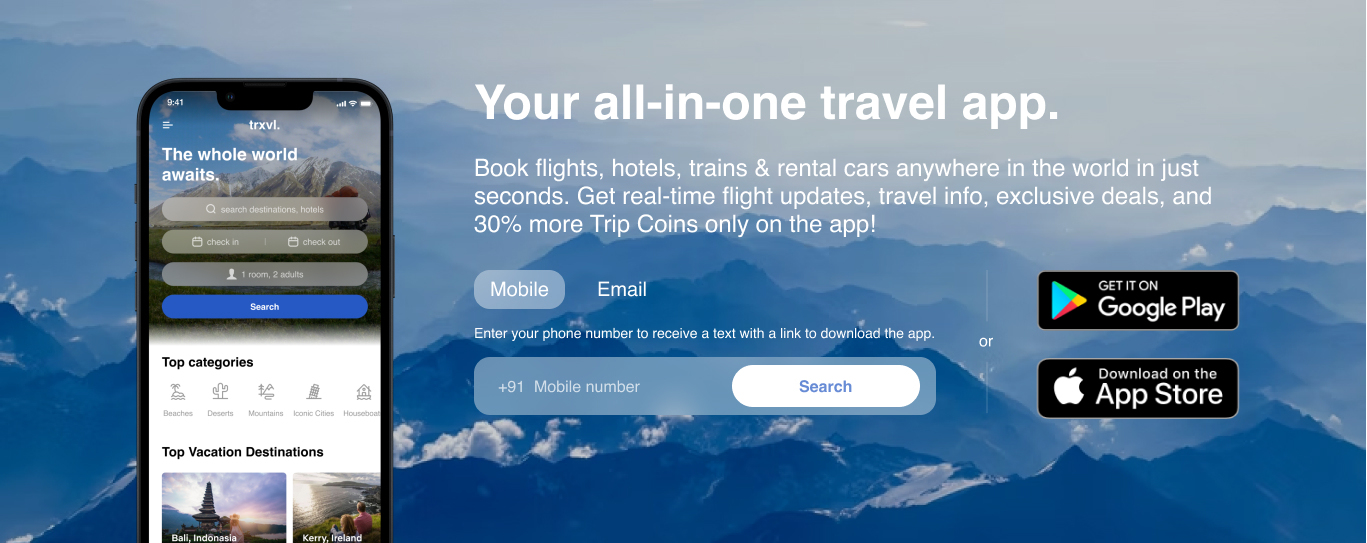 9:41
trxvl.
The whole world
awaits.
search destinations, hotels
check in | check out
1 room, 2 adults
Search
Top categories
Beaches Deserts Mountains Iconic Cities Houseboat
Top Vacation Destinations
Bali, Indonasia Kerry, Ireland
Your all-in-one travel app.
Book flights, hotels, trains & rental cars anywhere in the world in just
seconds. Get real-time flight updates, travel info, exclusive deals, and
30% more Trip Coins only on the app!
Mobile Email
Enter your phone number to receive a text with a link to download the app.
+91 Mobile number Search
or
GET IT ON
Google Play
Download on the
App Store